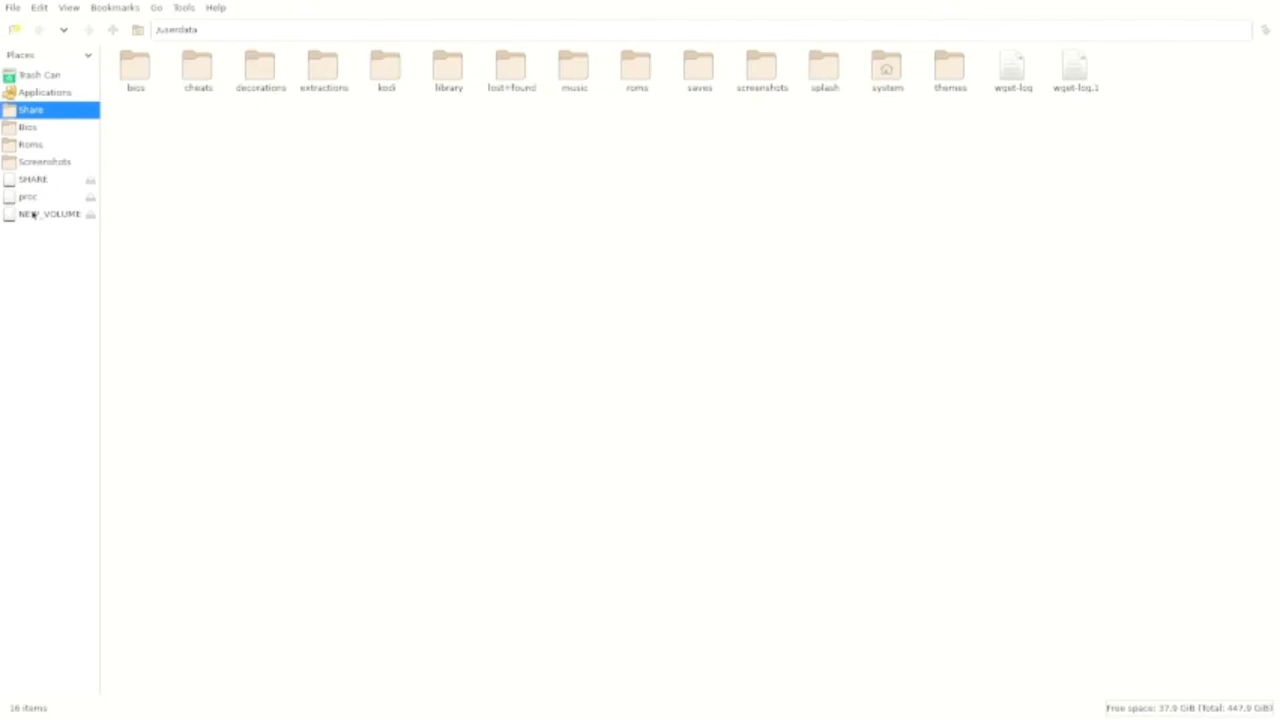 File Edit View Bookmarks Go Tools Help
/userdata
Places
Trash Can
Applications
Share
Bios
Roms
Screenshots
SHARE
proc
NEW_VOLUME
bios cheats decorations extractions kodi library lost+found music roms saves screenshots splash system themes wget-log wget-log.1
16 items
Free space: 37.9 GiB (Total: 447.9 GiB)